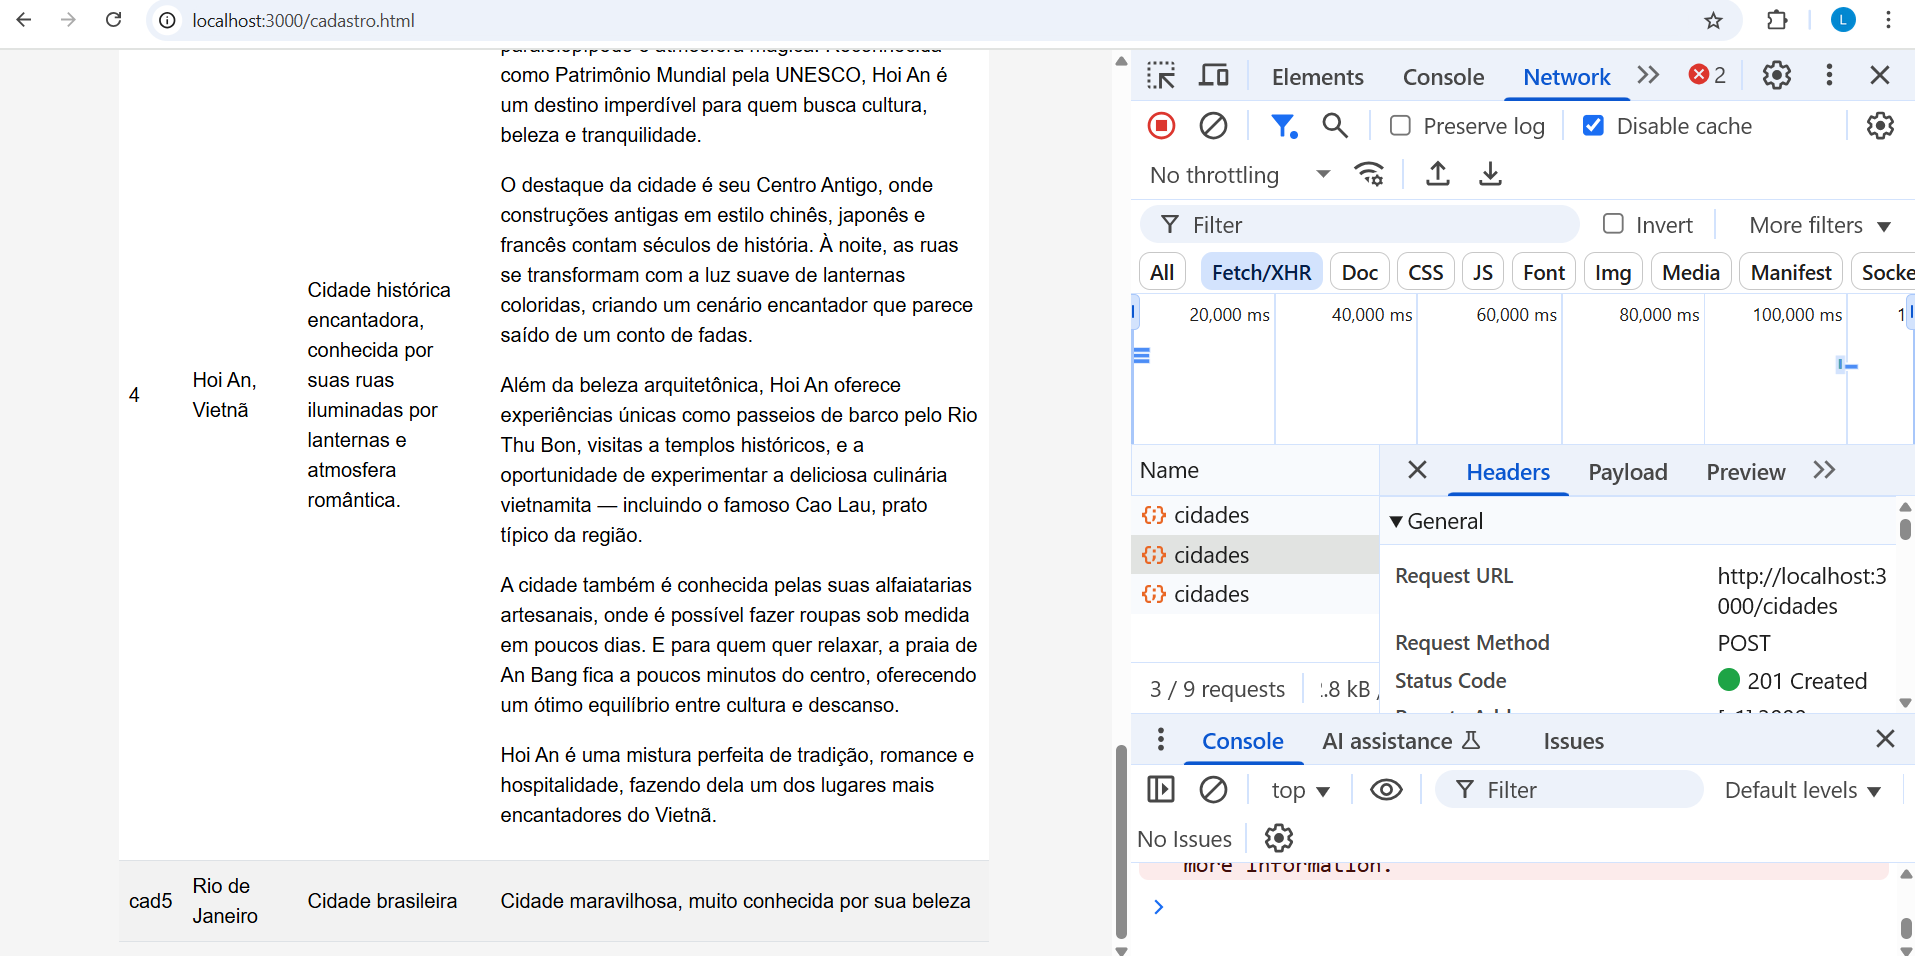 localhost:3000/cadastro.html
L
como Patrimônio Mundial pela UNESCO, Hoi An é
um destino imperdível para quem busca cultura,
beleza e tranquilidade.
O destaque da cidade é seu Centro Antigo, onde
construções antigas em estilo chinês, japonês e
francês contam séculos de história. À noite, as ruas
se transformam com a luz suave de lanternas
coloridas, criando um cenário encantador que parece
saído de um conto de fadas.
Além da beleza arquitetônica, Hoi An oferece
experiências únicas como passeios de barco pelo Rio
Thu Bon, visitas a templos históricos, e a
oportunidade de experimentar a deliciosa culinária
vietnamita — incluindo o famoso Cao Lau, prato
típico da região.
A cidade também é conhecida pelas suas alfaiatarias
artesanais, onde é possível fazer roupas sob medida
em poucos dias. E para quem quer relaxar, a praia de
An Bang fica a poucos minutos do centro, oferecendo
um ótimo equilíbrio entre cultura e descanso.
Hoi An é uma mistura perfeita de tradição, romance e
hospitalidade, fazendo dela um dos lugares mais
encantadores do Vietnã.
4
Hoi An,
Vietnã
Cidade histórica
encantadora,
conhecida por
suas ruas
iluminadas por
lanternas e
atmosfera
romântica.
cad5
Rio de
Janeiro
Cidade brasileira
Cidade maravilhosa, muito conhecida por sua beleza
Elements Console Network 2
Preserve log Disable cache
No throttling
Filter Invert More filters
All Fetch/XHR Doc CSS JS Font Img Media Manifest Socke
20,000 ms 40,000 ms 60,000 ms 80,000 ms 100,000 ms 1
Name
cidades
cidades
cidades
3 / 9 requests .8 kB
Headers Payload Preview
General
Request URL http://localhost:3
000/cidades
Request Method POST
Status Code 201 Created
Console AI assistance Issues
top Filter Default levels
No Issues
more information.